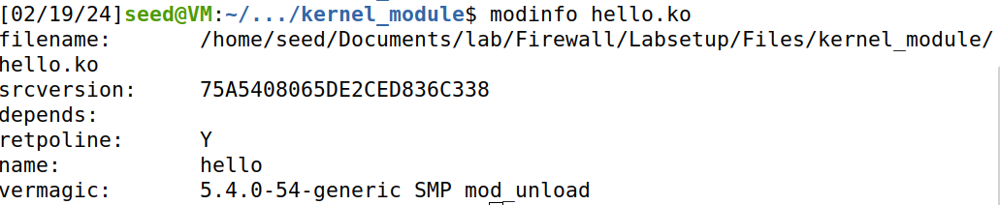 [02/19/24]seed@VM:~/.../kernel_module$ modinfo hello.ko
filename:       /home/seed/Documents/lab/Firewall/Labsetup/Files/kernel_module/
hello.ko
srcversion:     75A5408065DE2CED836C338
depends:
retpoline:      Y
name:           hello
vermagic:       5.4.0-54-generic SMP mod_unload